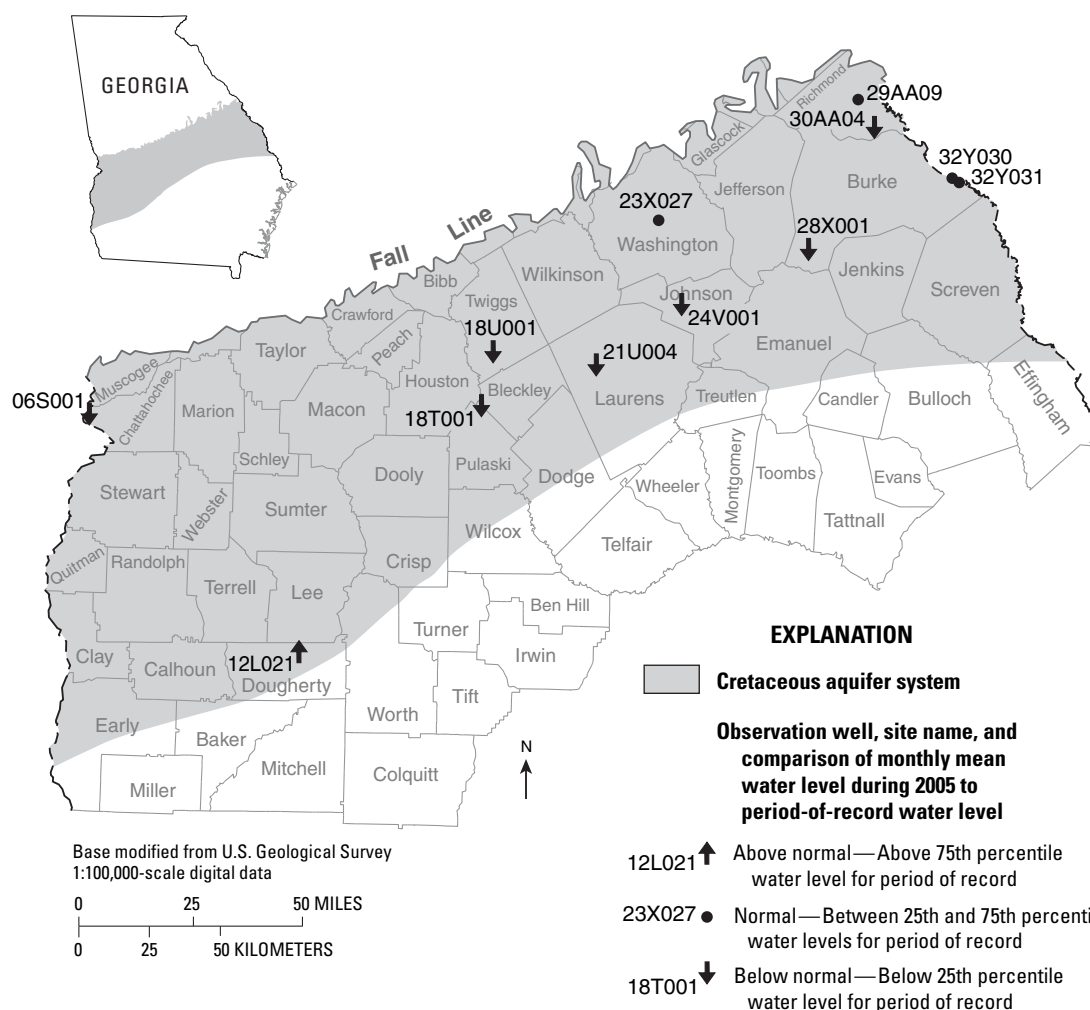 GEORGIA
Fall Line
Richmond
29AA09
30AA04
Glascock
32Y030
32Y031
Jefferson
Burke
23X027
Washington
28X001
Jenkins
Screven
Wilkinson
Bibb
Twiggs
Johnson
24V001
Crawford
18U001
Peach
Taylor
21U004
Emanuel
Muscogee
Houston
Bleckley
Laurens
Treutlen
Candler
Bulloch
Effingham
06S001
Chattahoochee
Marion
Macon
18T001
Schley
Dooly
Pulaski
Dodge
Wheeler
Montgomery
Toombs
Evans
Tattnall
Stewart
Webster
Sumter
Wilcox
Telfair
Quitman
Randolph
Crisp
Terrell
Lee
Ben Hill
Turner
Irwin
Clay
Calhoun
12L021
Dougherty
Tift
Worth
Early
Baker
Mitchell
Colquitt
Miller
N
Base modified from U.S. Geological Survey
1:100,000-scale digital data
0 25 50 MILES
0 25 50 KILOMETERS
EXPLANATION
Cretaceous aquifer system
Observation well, site name, and
comparison of monthly mean
water level during 2005 to
period-of-record water level
12L021 Above normal—Above 75th percentile
water level for period of record
23X027 Normal—Between 25th and 75th percenti
water levels for period of record
18T001 Below normal—Below 25th percentile
water level for period of record